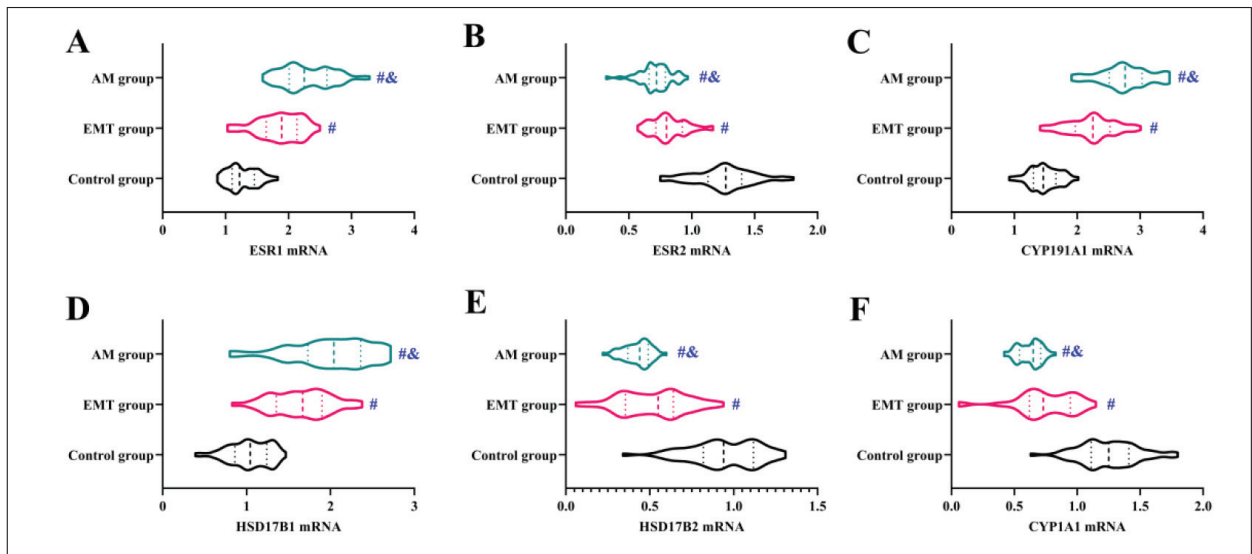 A
AM group
#&
EMT group
#
Control group
0 1 2 3 4
ESR1 mRNA
B
AM group
#&
EMT group
#
Control group
0.0 0.5 1.0 1.5 2.0
ESR2 mRNA
C
AM group
#&
EMT group
#
Control group
0 1 2 3 4
CYP191A1 mRNA
D
AM group
#&
EMT group
#
Control group
0 1 2 3
HSD17B1 mRNA
E
AM group
#&
EMT group
#
Control group
0.0 0.5 1.0 1.5
HSD17B2 mRNA
F
AM group
#&
EMT group
#
Control group
0.0 0.5 1.0 1.5 2.0
CYP1A1 mRNA